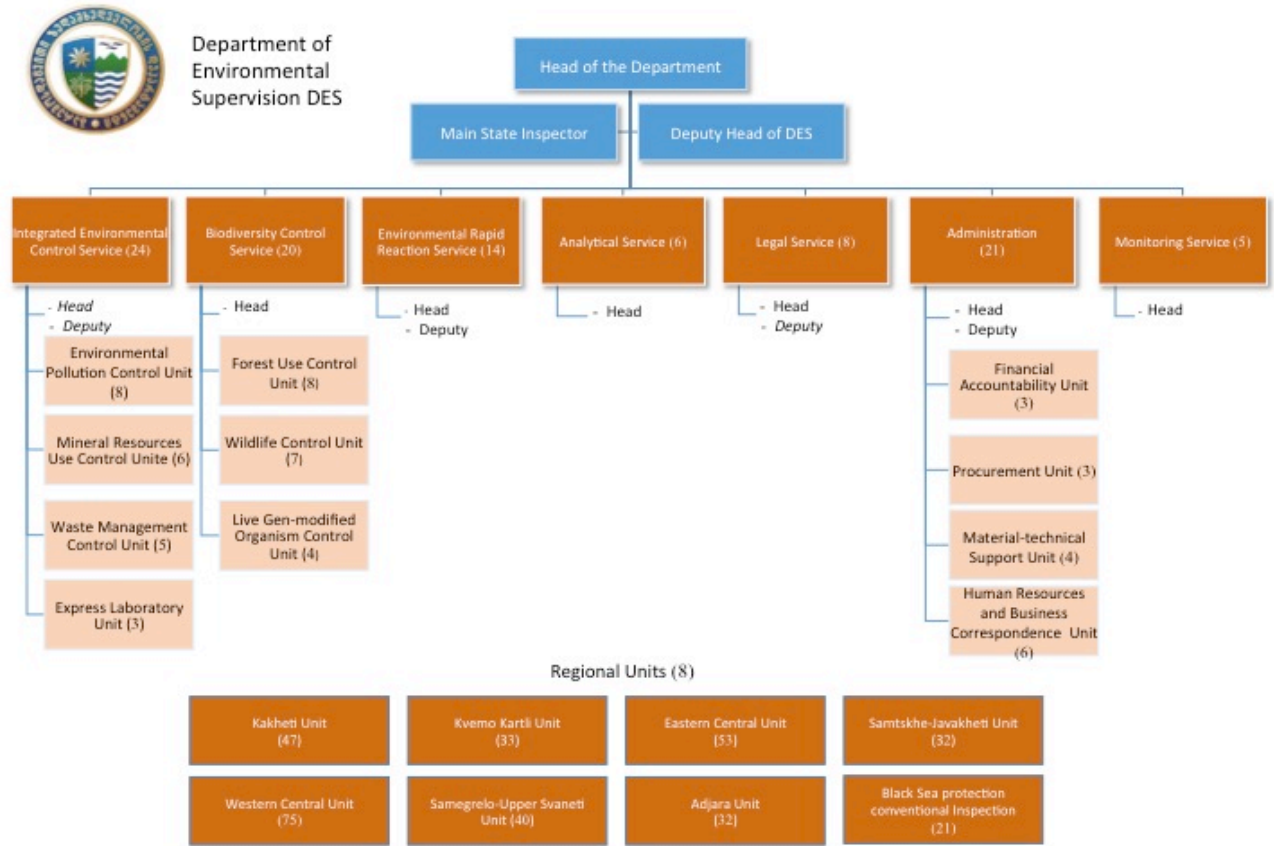 Department of
Environmental
Supervision DES
Head of the Department
Main State Inspector
Deputy Head of DES
Integrated Environmental
Control Service (24)
Biodiversity Control
Service (20)
Environmental Rapid
Reaction Service (14)
Analytical Service (6)
Legal Service (8)
Administration
(21)
Monitoring Service (5)
- Head
- Deputy
- Head
- Head
- Deputy
- Head
- Head
- Deputy
- Head
- Deputy
- Head
Environmental
Pollution Control Unit
(8)
Mineral Resources
Use Control Unite (6)
Waste Management
Control Unit (5)
Express Laboratory
Unit (3)
Forest Use Control
Unit (8)
Wildlife Control Unit
(7)
Live Gen-modified
Organism Control
Unit (4)
Financial
Accountability Unit
(3)
Procurement Unit (3)
Material-technical
Support Unit (4)
Human Resources
and Business
Correspondence Unit
(6)
Regional Units (8)
Kakheti Unit
(47)
Kvemo Kartli Unit
(33)
Eastern Central Unit
(53)
Samtskhe-Javakheti Unit
(32)
Western Central Unit
(75)
Samegrelo-Upper Svaneti
Unit (40)
Adjara Unit
(32)
Black Sea protection
conventional Inspection
(21)